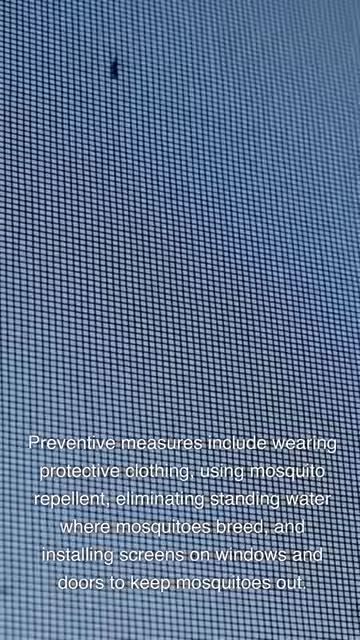 Preventive measures include wearing
protective clothing, using mosquito
repellent, eliminating standing water
where mosquitoes breed, and
installing screens on windows and
doors to keep mosquitoes out.